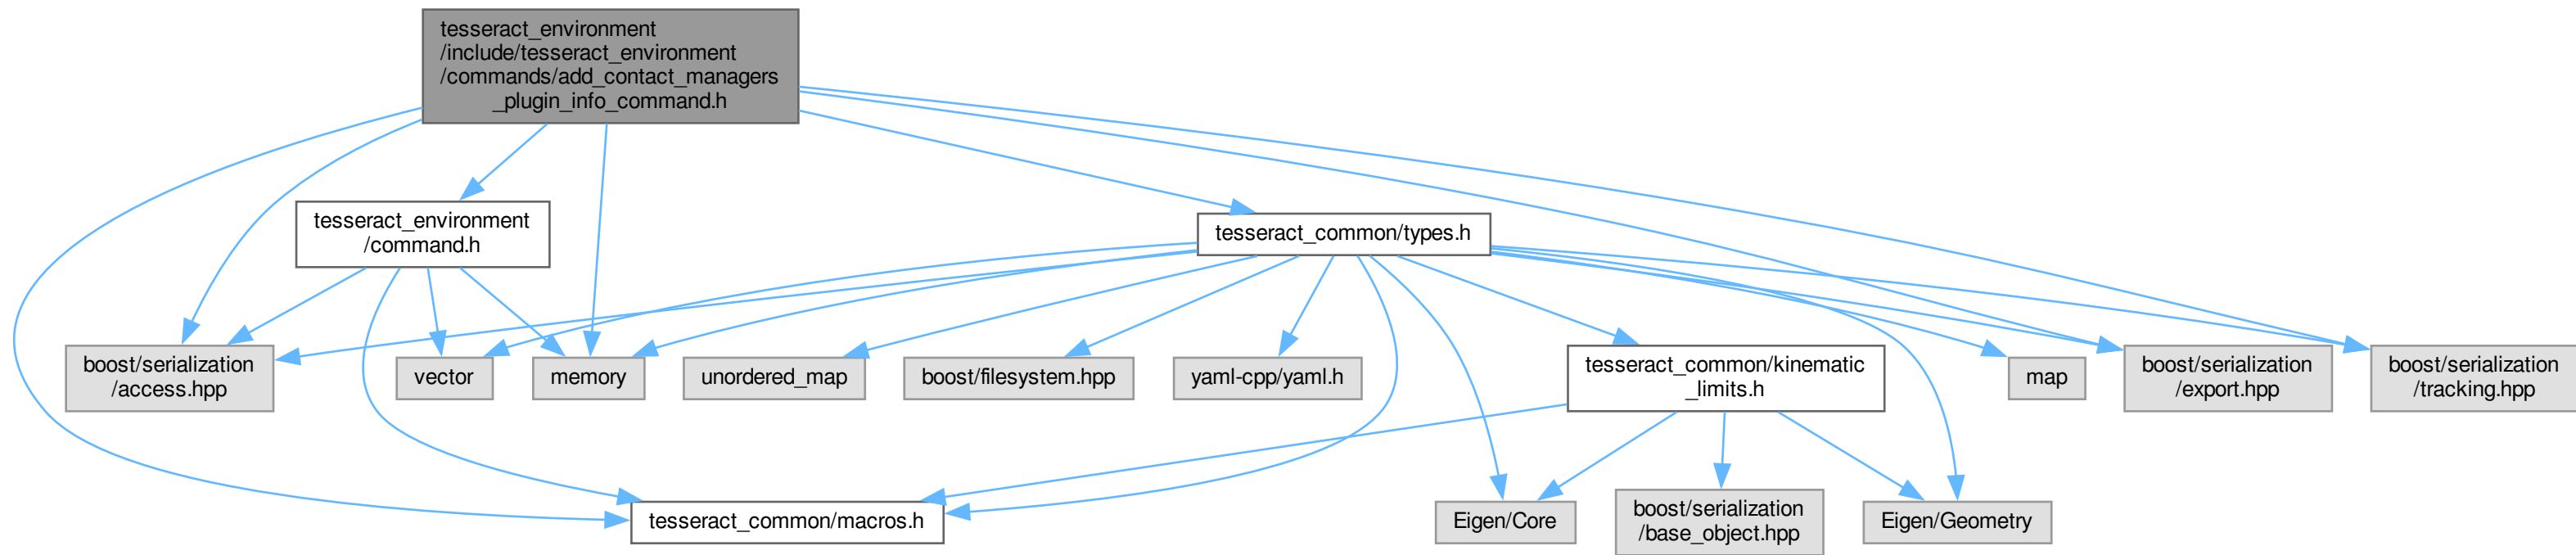 tesseract_environment
/include/tesseract_environment
/commands/add_contact_managers
_plugin_info_command.h
tesseract_environment
/command.h
tesseract_common/types.h
boost/serialization
/access.hpp
vector
memory
unordered_map
boost/filesystem.hpp
yaml-cpp/yaml.h
tesseract_common/kinematic
_limits.h
map
boost/serialization
/export.hpp
boost/serialization
/tracking.hpp
tesseract_common/macros.h
Eigen/Core
boost/serialization
/base_object.hpp
Eigen/Geometry